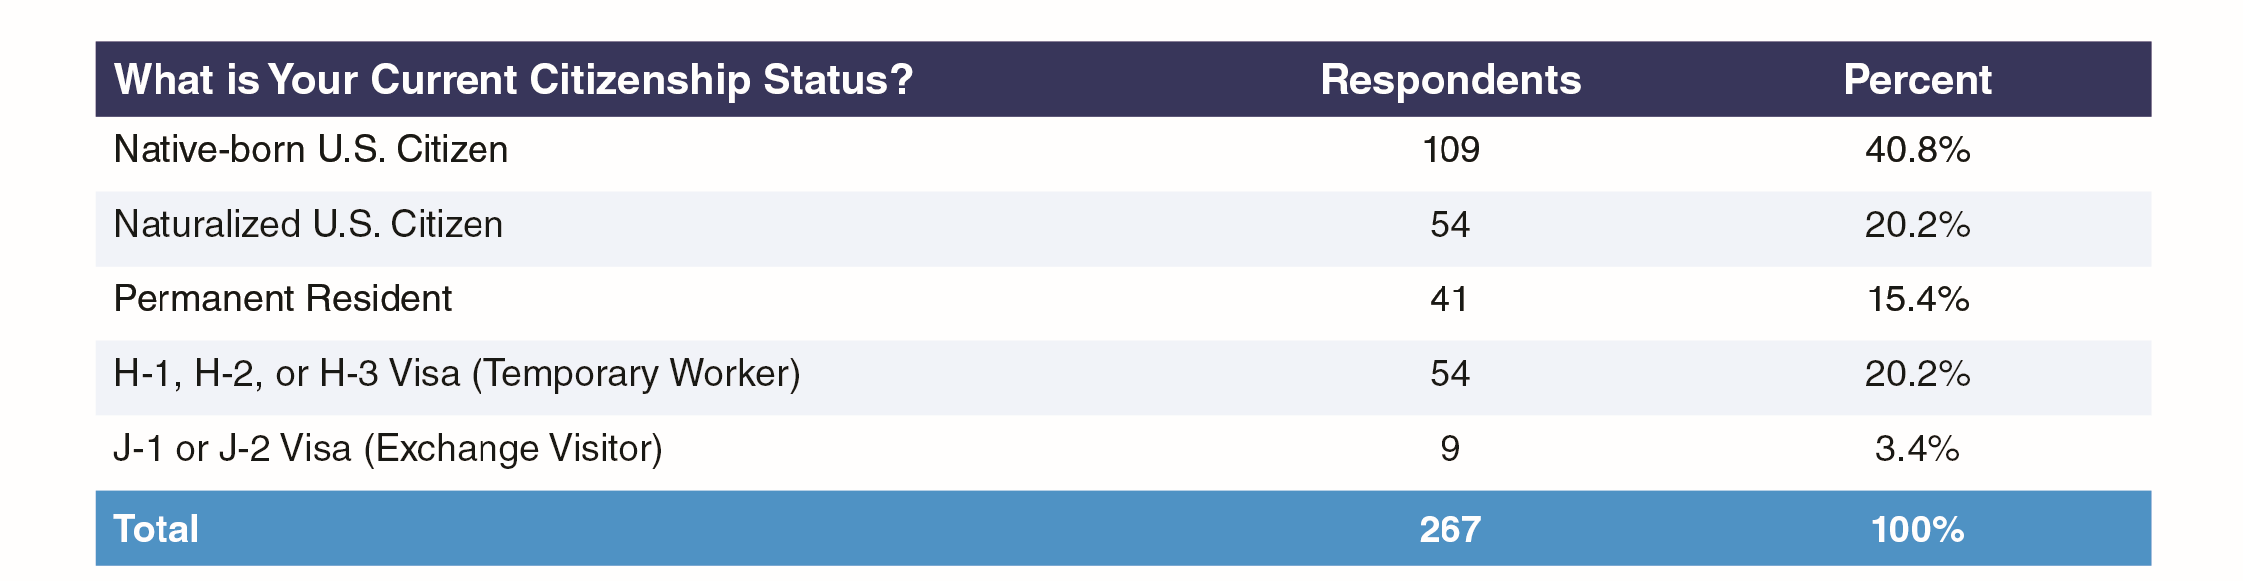 What is Your Current Citizenship Status? Respondents Percent
Native-born U.S. Citizen 109 40.8%
Naturalized U.S. Citizen 54 20.2%
Permanent Resident 41 15.4%
H-1, H-2, or H-3 Visa (Temporary Worker) 54 20.2%
J-1 or J-2 Visa (Exchange Visitor) 9 3.4%
Total 267 100%